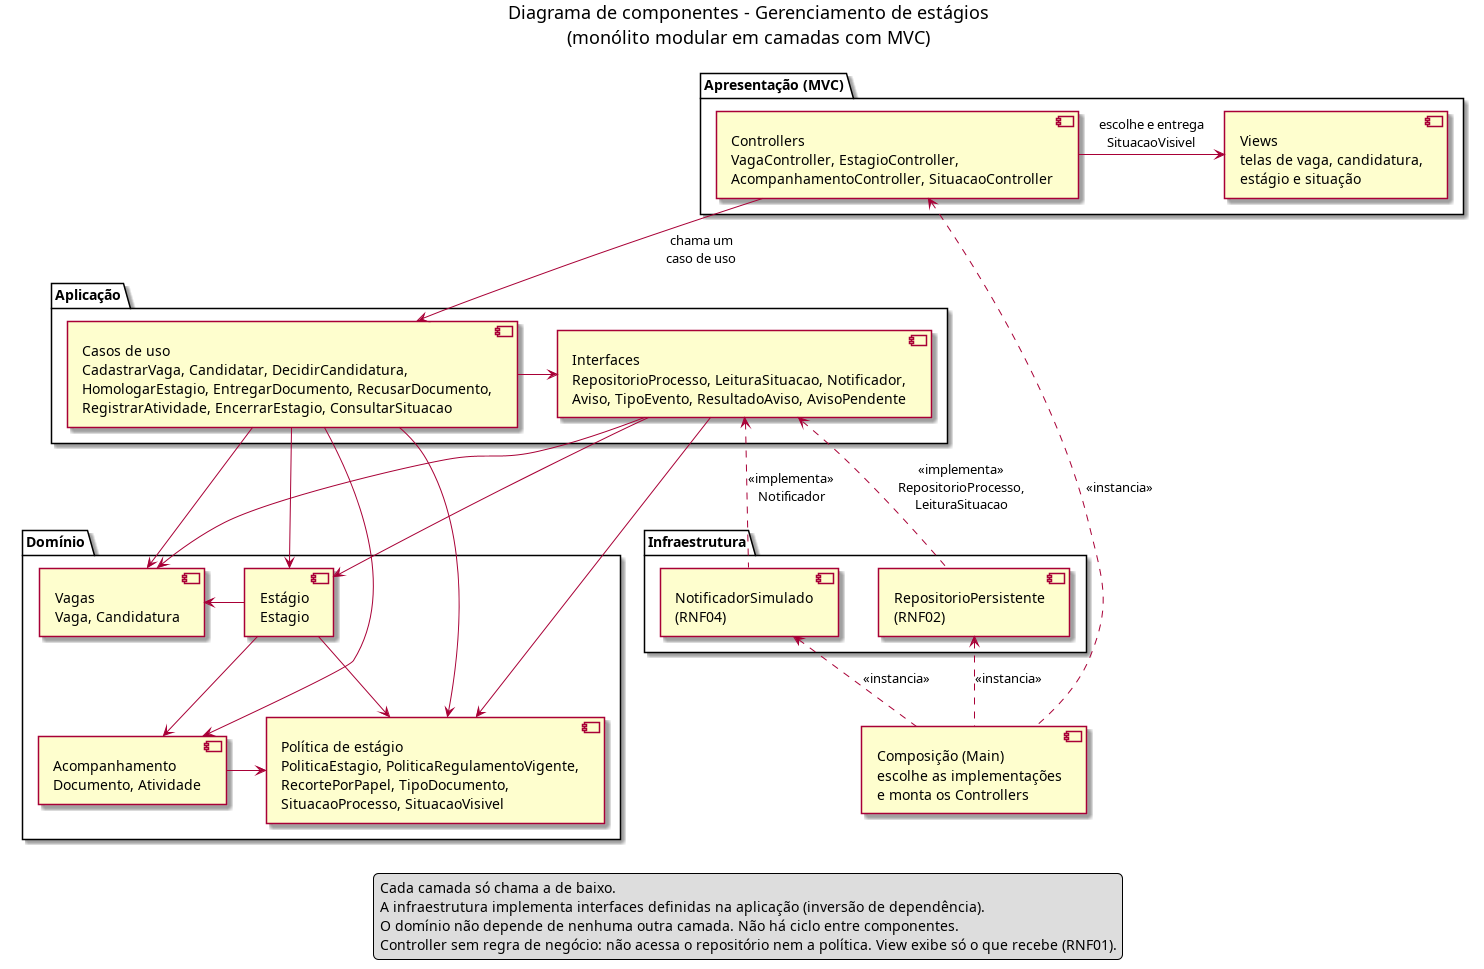 Diagrama de componentes - Gerenciamento de estágios
(monólito modular em camadas com MVC)
Apresentação (MVC)
Controllers
VagaController, EstagioController,
AcompanhamentoController, SituacaoController
escolhe e entrega
SituacaoVisivel
Views
telas de vaga, candidatura,
estágio e situação
chama um
caso de uso
Aplicação
Casos de uso
CadastrarVaga, Candidatar, DecidirCandidatura,
HomologarEstagio, EntregarDocumento, RecusarDocumento,
RegistrarAtividade, EncerrarEstagio, ConsultarSituacao
Interfaces
RepositorioProcesso, LeituraSituacao, Notificador,
Aviso, TipoEvento, ResultadoAviso, AvisoPendente
«implementa»
Notificador
«implementa»
RepositorioProcesso,
LeituraSituacao
«instancia»
Domínio
Vagas
Vaga, Candidatura
Estágio
Estagio
Infraestrutura
NotificadorSimulado
(RNF04)
RepositorioPersistente
(RNF02)
«instancia»
«instancia»
Acompanhamento
Documento, Atividade
Política de estágio
PoliticaEstagio, PoliticaRegulamentoVigente,
RecortePorPapel, TipoDocumento,
SituacaoProcesso, SituacaoVisivel
Composição (Main)
escolhe as implementações
e monta os Controllers
Cada camada só chama a de baixo.
A infraestrutura implementa interfaces definidas na aplicação (inversão de dependência).
O domínio não depende de nenhuma outra camada. Não há ciclo entre componentes.
Controller sem regra de negócio: não acessa o repositório nem a política. View exibe só o que recebe (RNF01).